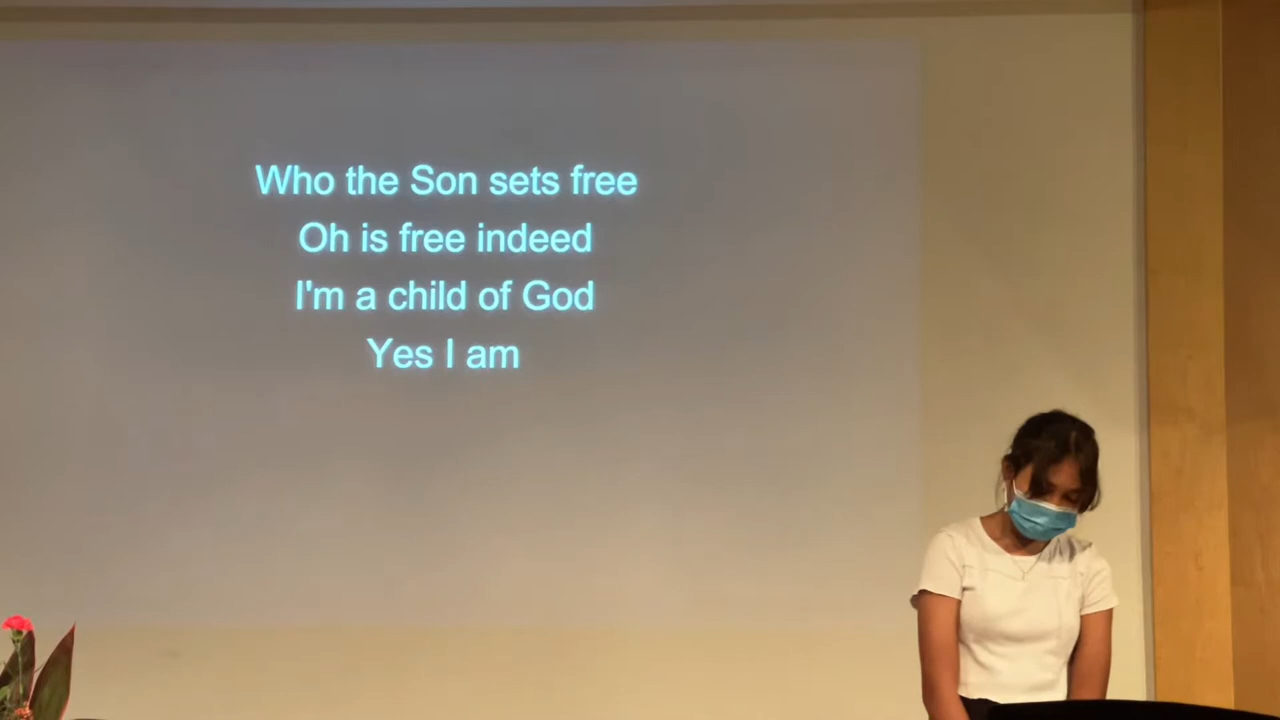 Who the Son sets free
Oh is free indeed
I'm a child of God
Yes I am